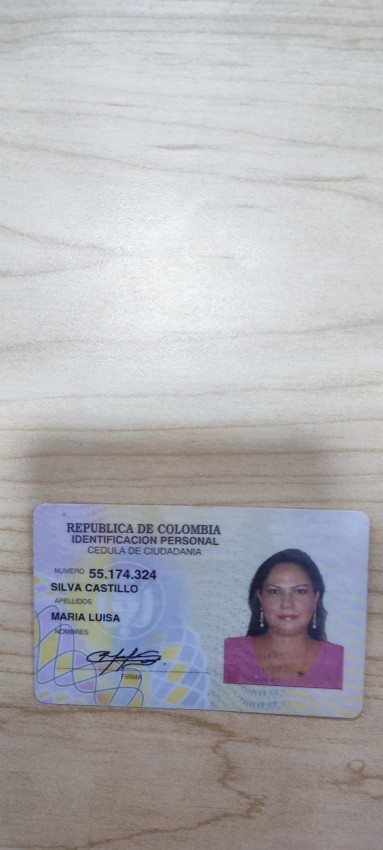 REPUBLICA DE COLOMBIA
IDENTIFICACION PERSONAL
CEDULA DE CIUDADANIA
NUMERO 55.174.324
SILVA CASTILLO
APELLIDOS
MARIA LUISA
NOMBRES
FIRMA